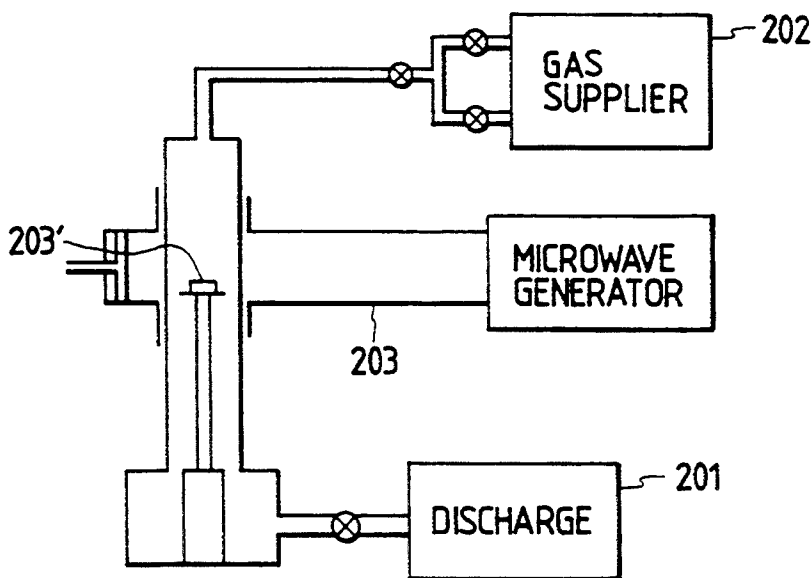 202
GAS
SUPPLIER
203'
MICROWAVE
GENERATOR
203
201
DISCHARGE